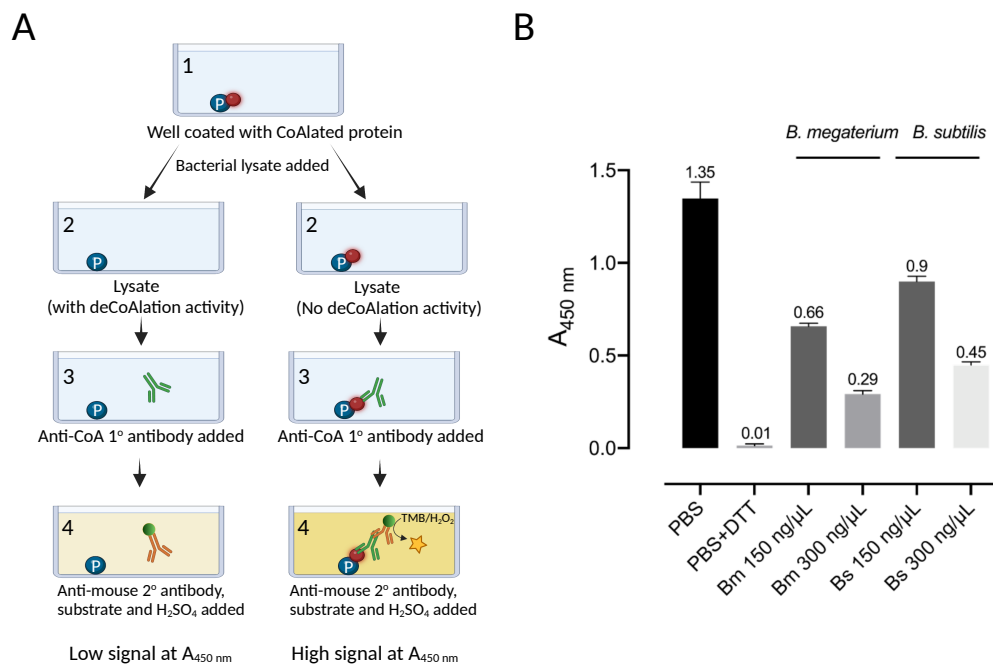 A
1
P
Well coated with CoAlated protein
Bacterial lysate added
2
P
Lysate
(with deCoAlation activity)
2
P
Lysate
(No deCoAlation activity)
3
P
Anti-CoA 1º antibody added
3
P
Anti-CoA 1º antibody added
4
P
Anti-mouse 2º antibody,
substrate and H₂SO₄ added
Low signal at A450 nm
4
TMB/H₂O₂
P
Anti-mouse 2º antibody,
substrate and H₂SO₄ added
High signal at A450 nm
B
B. megaterium
B. subtilis
A450 nm
1.5
1.0
0.5
0.0
1.35
0.01
0.66
0.29
0.9
0.45
PBS
PBS+DTT
Bm 150 ng/µL
Bm 300 ng/µL
Bs 150 ng/µL
Bs 300 ng/µL